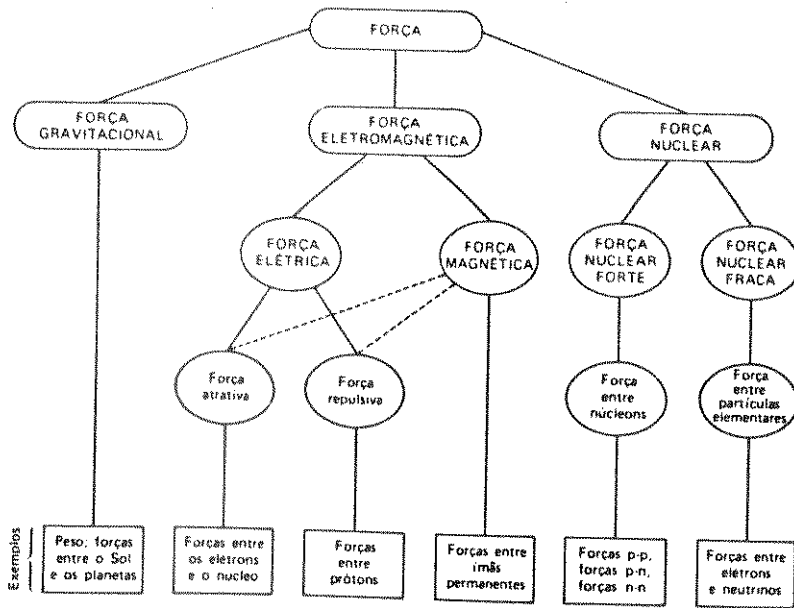 FORÇA
FORÇA
GRAVITACIONAL
FORÇA
ELETROMAGNÉTICA
FORÇA
NUCLEAR
FORÇA
ELÉTRICA
FORÇA
MAGNÉTICA
FORÇA
NUCLEAR
FORTE
FORÇA
NUCLEAR
FRACA
Força
atrativa
Força
repulsiva
Força
entre
núcleons
Força
entre
partículas
elementares
Exemplos
Peso; forças
entre o Sol
e os planetas
Forças entre
os elétrons
e o núcleo
Forças
entre
prótons
Forças entre
ímãs
permanentes
Forças p-p,
forças p-n,
forças n-n
Forças entre
elétrons
e neutrinos